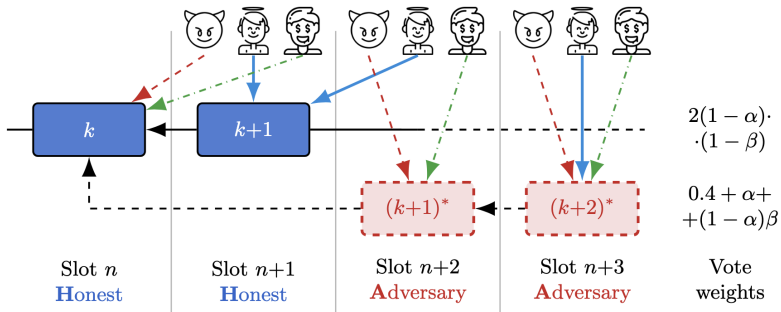 k
k+1
2(1 − α)·
·(1 − β)
(k+1)*
(k+2)*
0.4 + α+
+(1 − α)β
Slot n
Honest
Slot n+1
Honest
Slot n+2
Adversary
Slot n+3
Adversary
Vote
weights